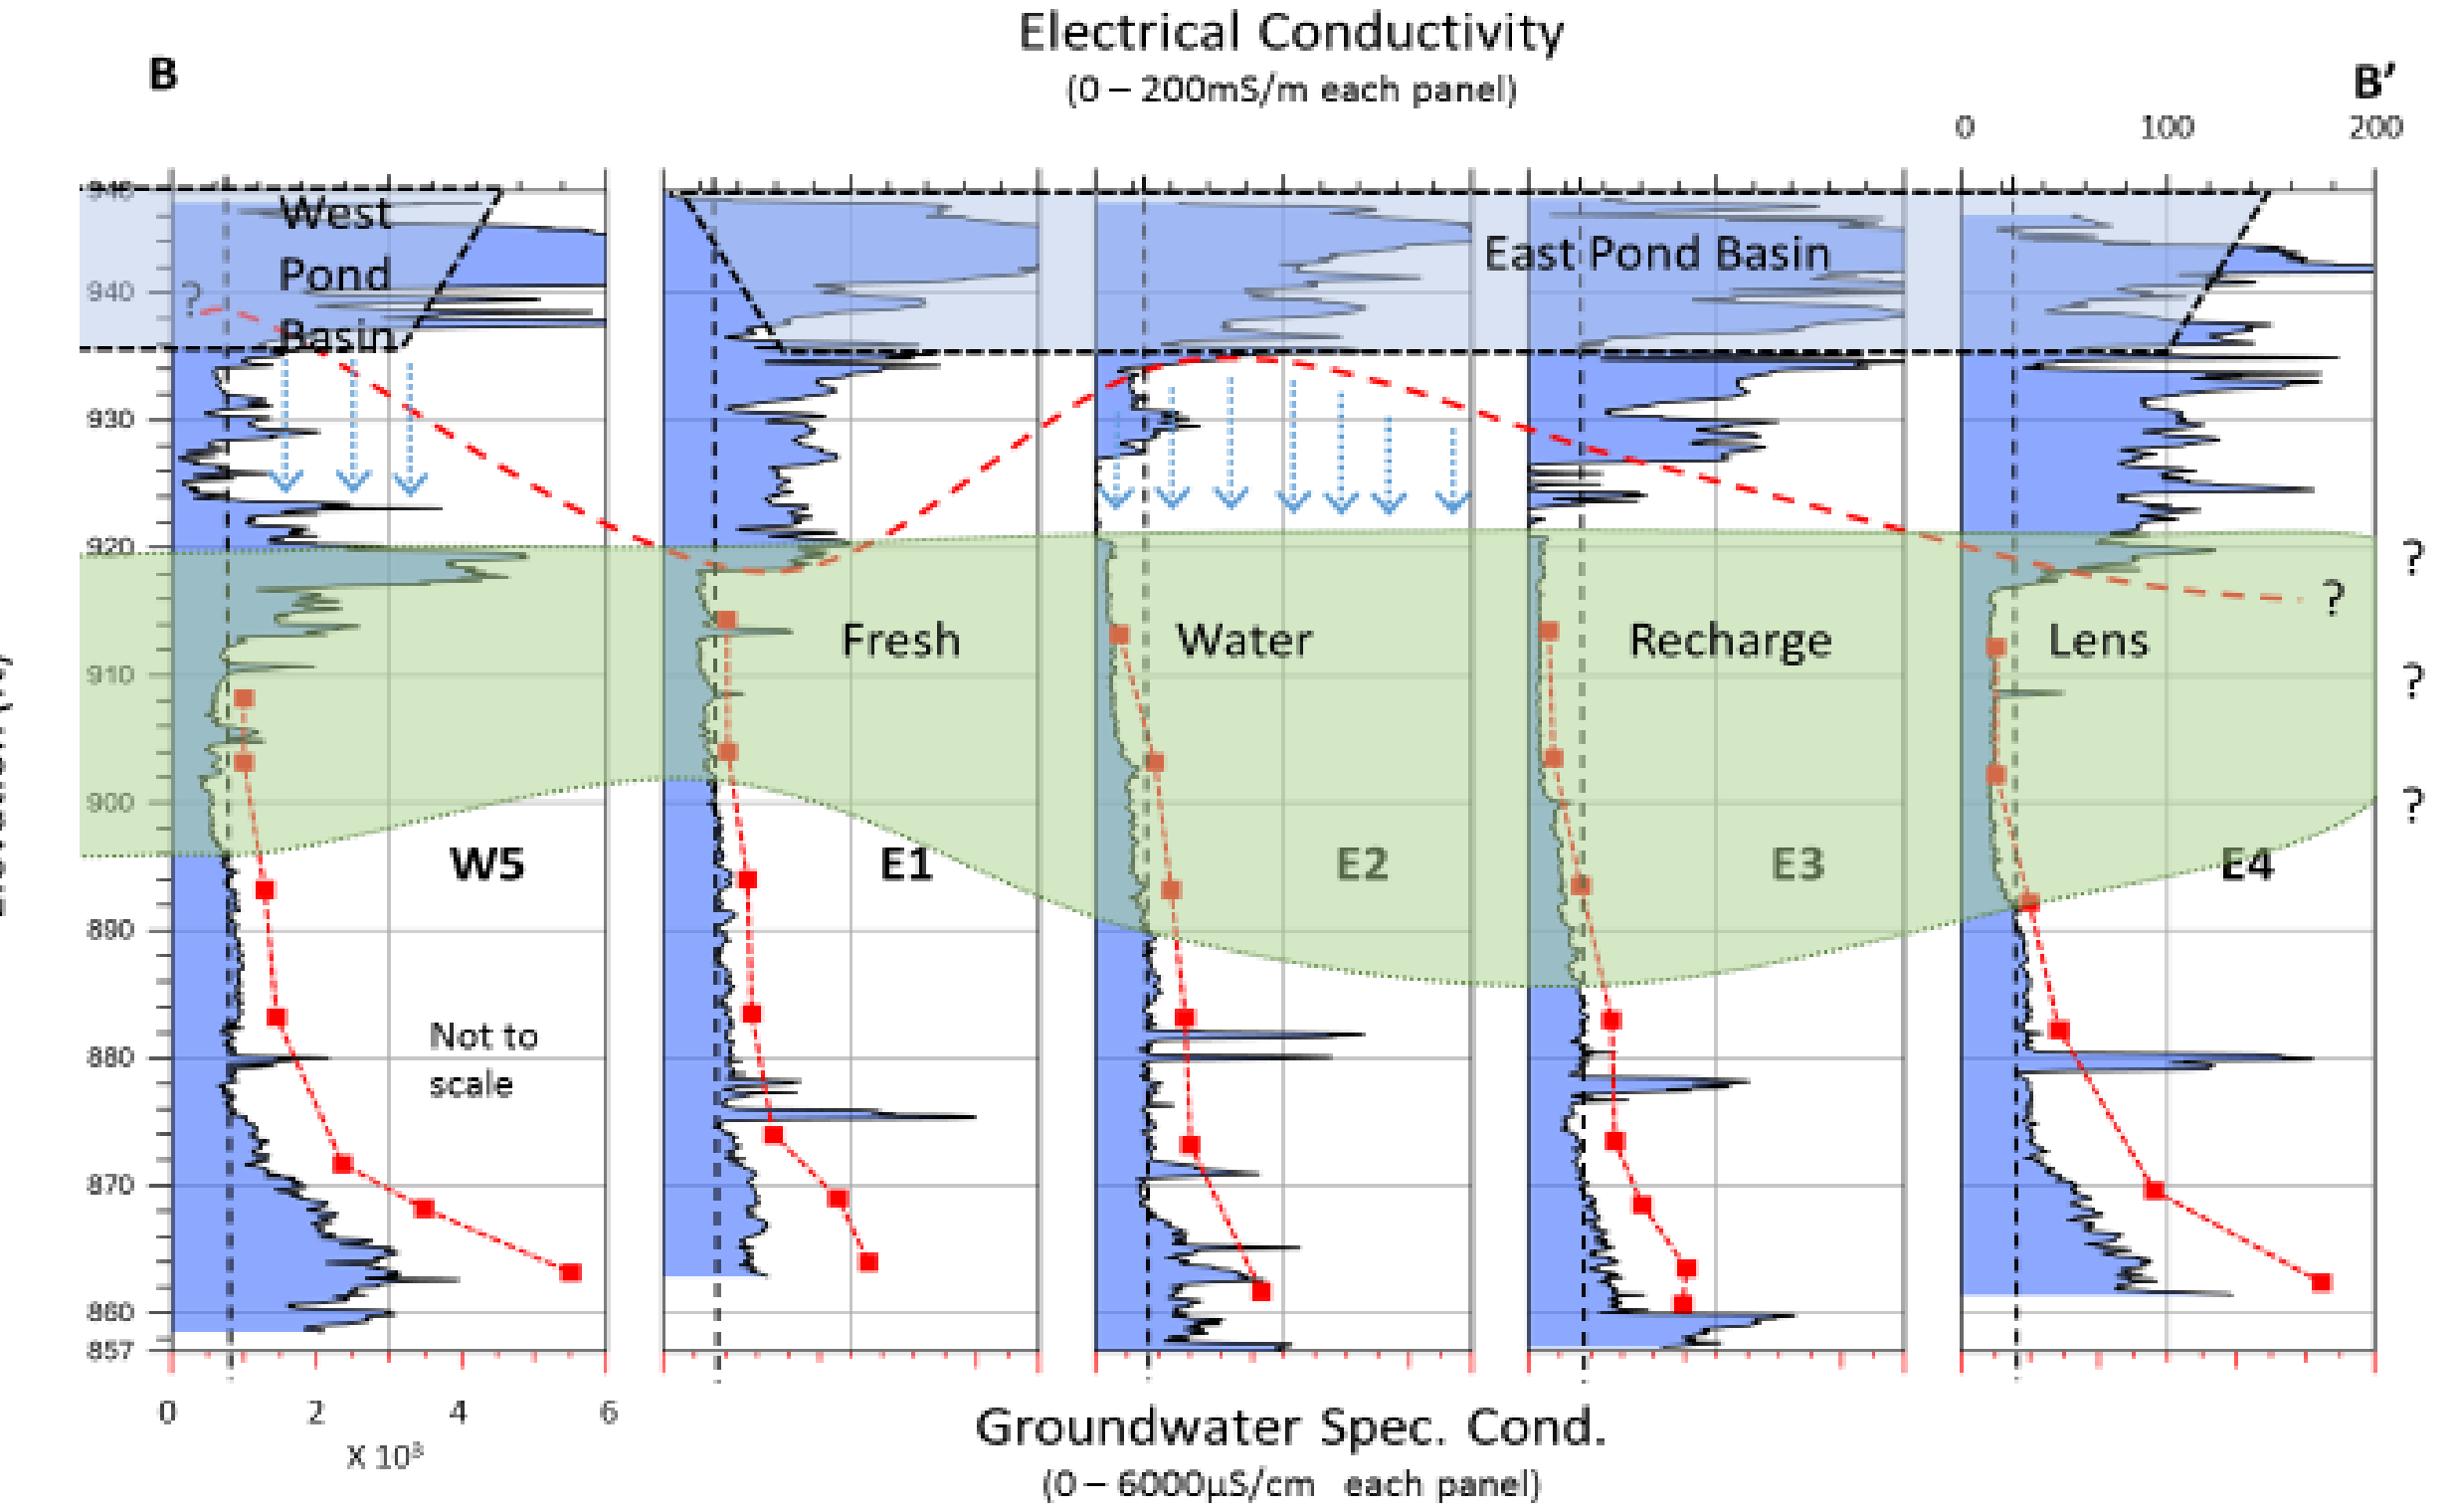 Electrical Conductivity
(0 – 200mS/m each panel)
B
B’
0 100 200
West
Pond
Basin
East Pond Basin
940
930
920
910
900
890
880
870
860
857
?
?
?
?
?
Fresh Water Recharge Lens
W5 E1 E2 E3 E4
Not to
scale
0 2 4 6
X 10³
Groundwater Spec. Cond.
(0 – 6000µS/cm each panel)